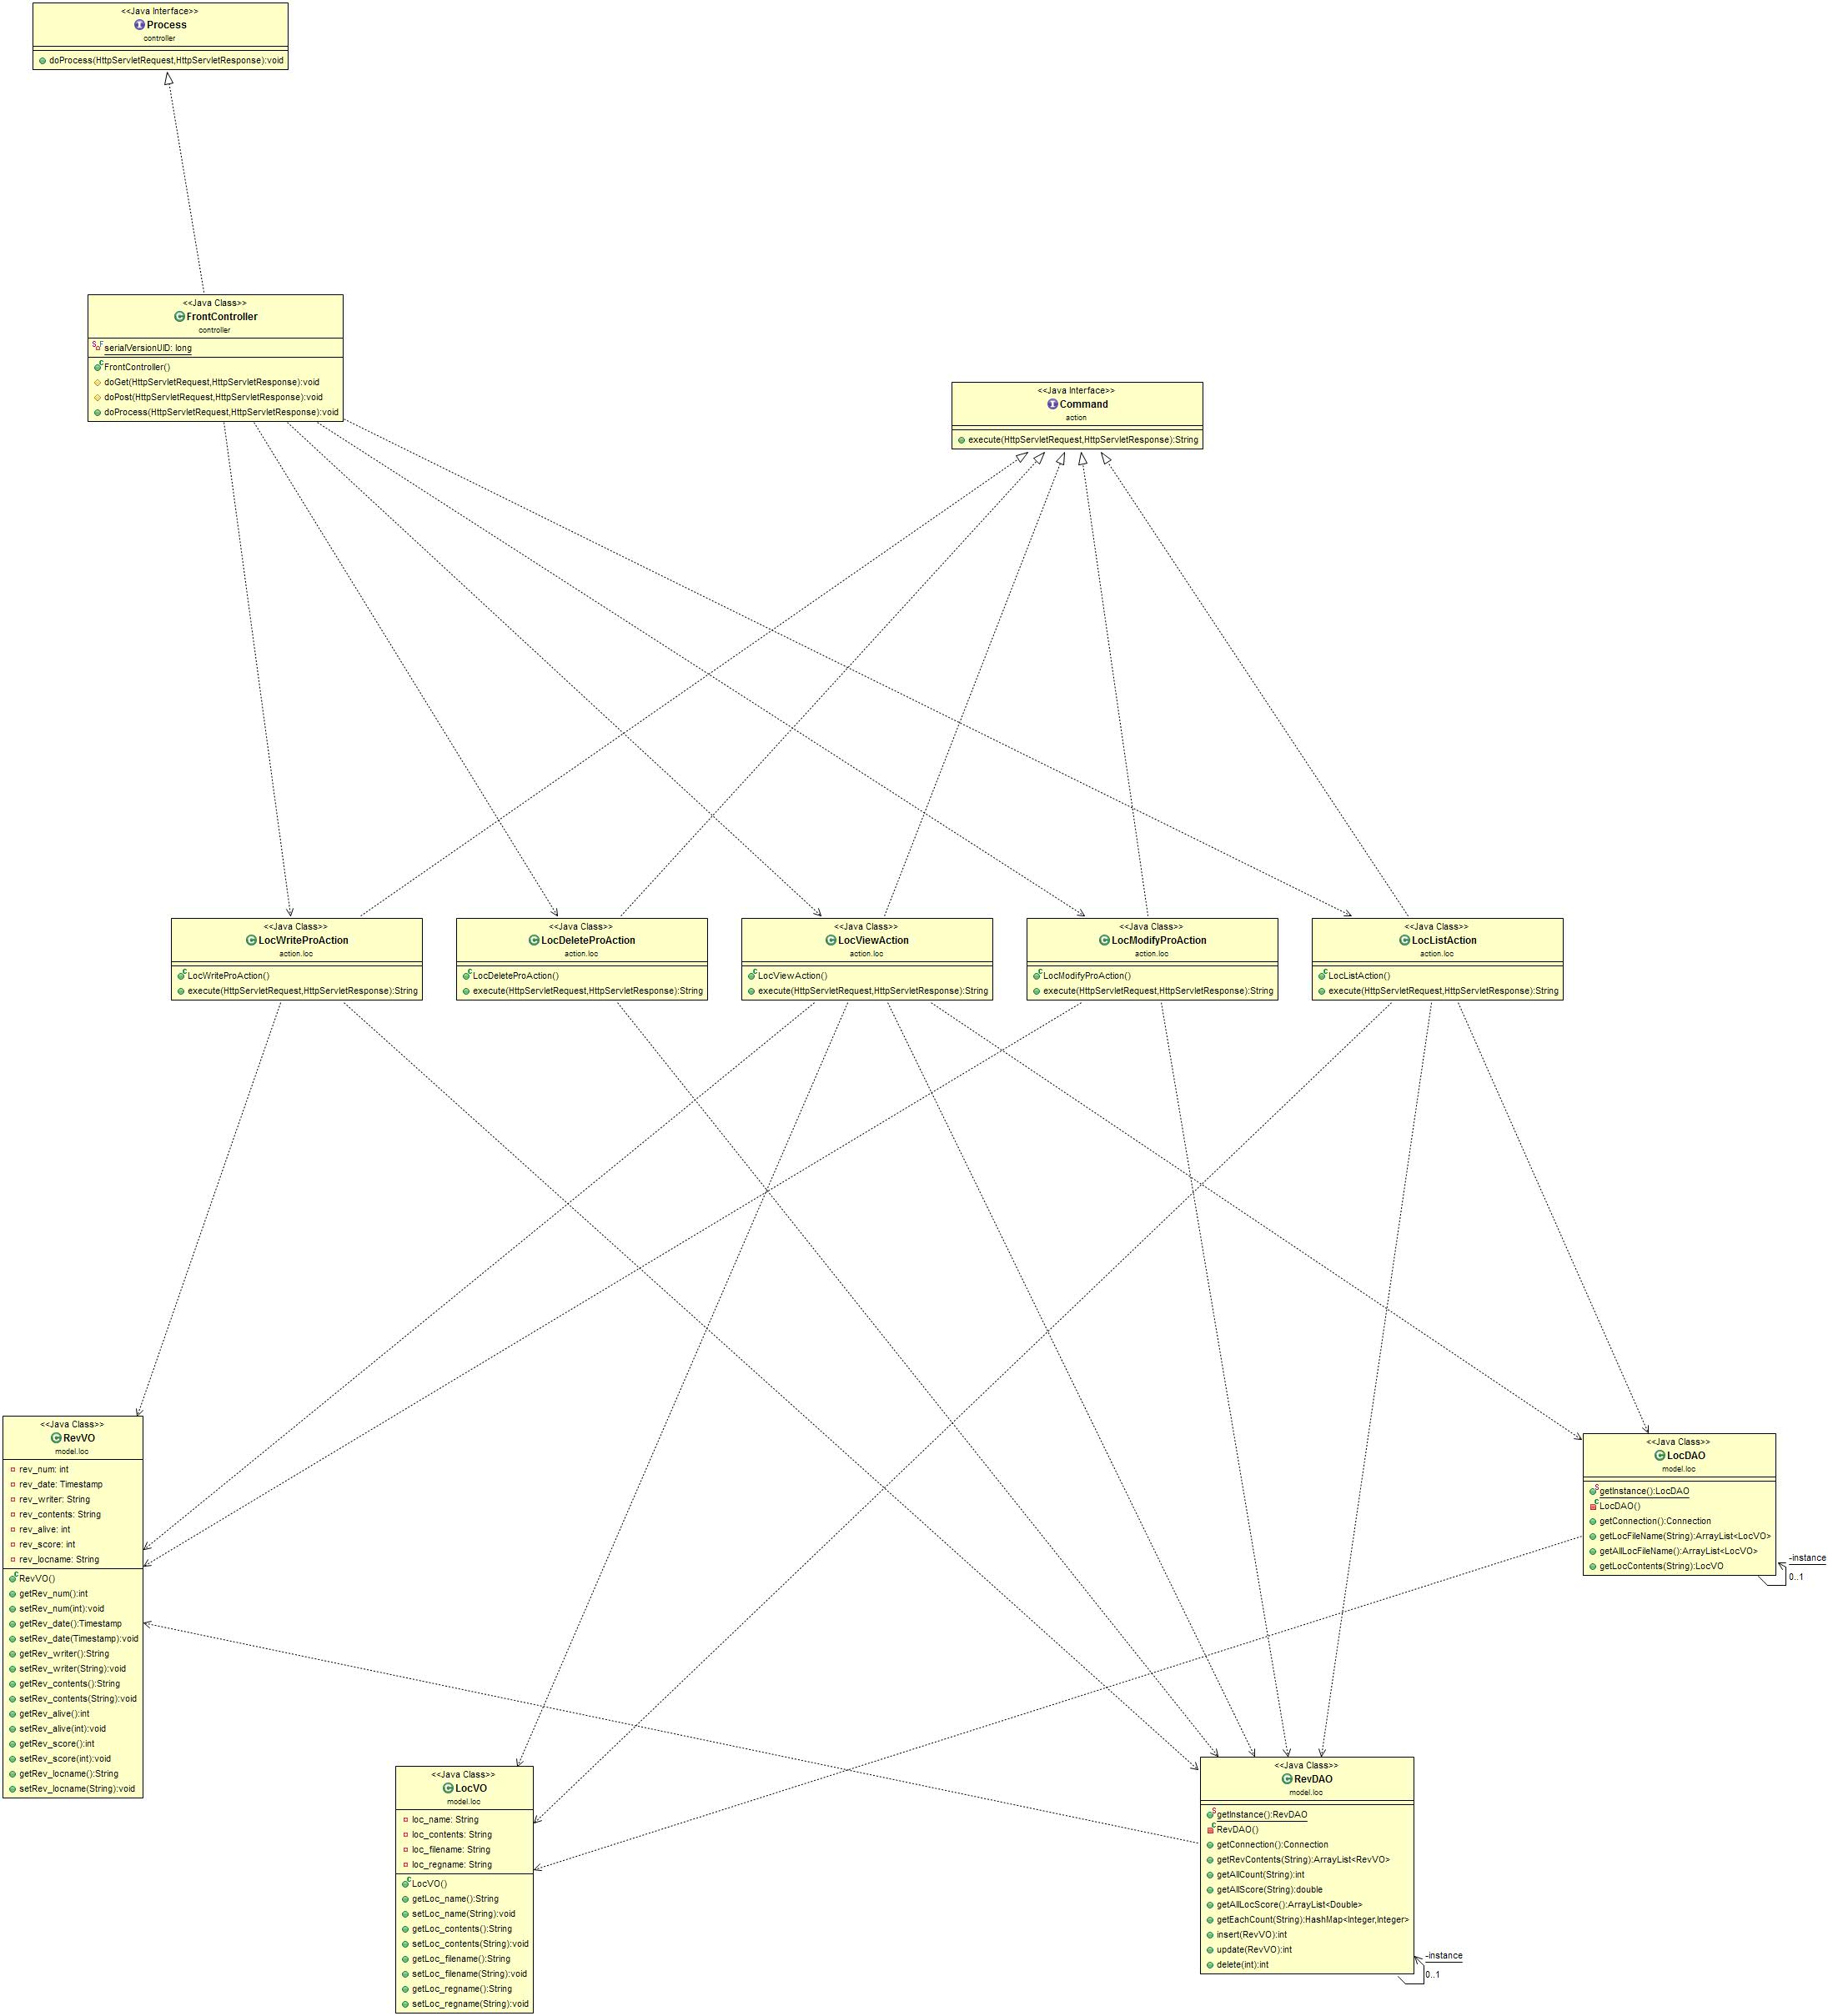 <<Java Interface>>
Process
controller
doProcess(HttpServletRequest,HttpServletResponse):void
<<Java Class>>
FrontController
controller
serialVersionUID: long
FrontController()
doGet(HttpServletRequest,HttpServletResponse):void
doPost(HttpServletRequest,HttpServletResponse):void
doProcess(HttpServletRequest,HttpServletResponse):void
<<Java Interface>>
Command
action
execute(HttpServletRequest,HttpServletResponse):String
<<Java Class>>
LocWriteProAction
action.loc
LocWriteProAction()
execute(HttpServletRequest,HttpServletResponse):String
<<Java Class>>
LocDeleteProAction
action.loc
LocDeleteProAction()
execute(HttpServletRequest,HttpServletResponse):String
<<Java Class>>
LocViewAction
action.loc
LocViewAction()
execute(HttpServletRequest,HttpServletResponse):String
<<Java Class>>
LocModifyProAction
action.loc
LocModifyProAction()
execute(HttpServletRequest,HttpServletResponse):String
<<Java Class>>
LocListAction
action.loc
LocListAction()
execute(HttpServletRequest,HttpServletResponse):String
<<Java Class>>
RevVO
model.loc
rev_num: int
rev_date: Timestamp
rev_writer: String
rev_contents: String
rev_alive: int
rev_score: int
rev_locname: String
RevVO()
getRev_num():int
setRev_num(int):void
getRev_date():Timestamp
setRev_date(Timestamp):void
getRev_writer():String
setRev_writer(String):void
getRev_contents():String
setRev_contents(String):void
getRev_alive():int
setRev_alive(int):void
getRev_score():int
setRev_score(int):void
getRev_locname():String
setRev_locname(String):void
<<Java Class>>
LocDAO
model.loc
getInstance():LocDAO
LocDAO()
getConnection():Connection
getLocFileName(String):ArrayList<LocVO>
getAllLocFileName():ArrayList<LocVO>
getLocContents(String):LocVO
-instance
0..1
<<Java Class>>
LocVO
model.loc
loc_name: String
loc_contents: String
loc_filename: String
loc_regname: String
LocVO()
getLoc_name():String
setLoc_name(String):void
getLoc_contents():String
setLoc_contents(String):void
getLoc_filename():String
setLoc_filename(String):void
getLoc_regname():String
setLoc_regname(String):void
<<Java Class>>
RevDAO
model.loc
getInstance():RevDAO
RevDAO()
getConnection():Connection
getRevContents(String):ArrayList<RevVO>
getAllCount(String):int
getAllScore(String):double
getAllLocScore():ArrayList<Double>
getEachCount(String):HashMap<Integer,Integer>
insert(RevVO):int
update(RevVO):int
delete(int):int
-instance
0..1